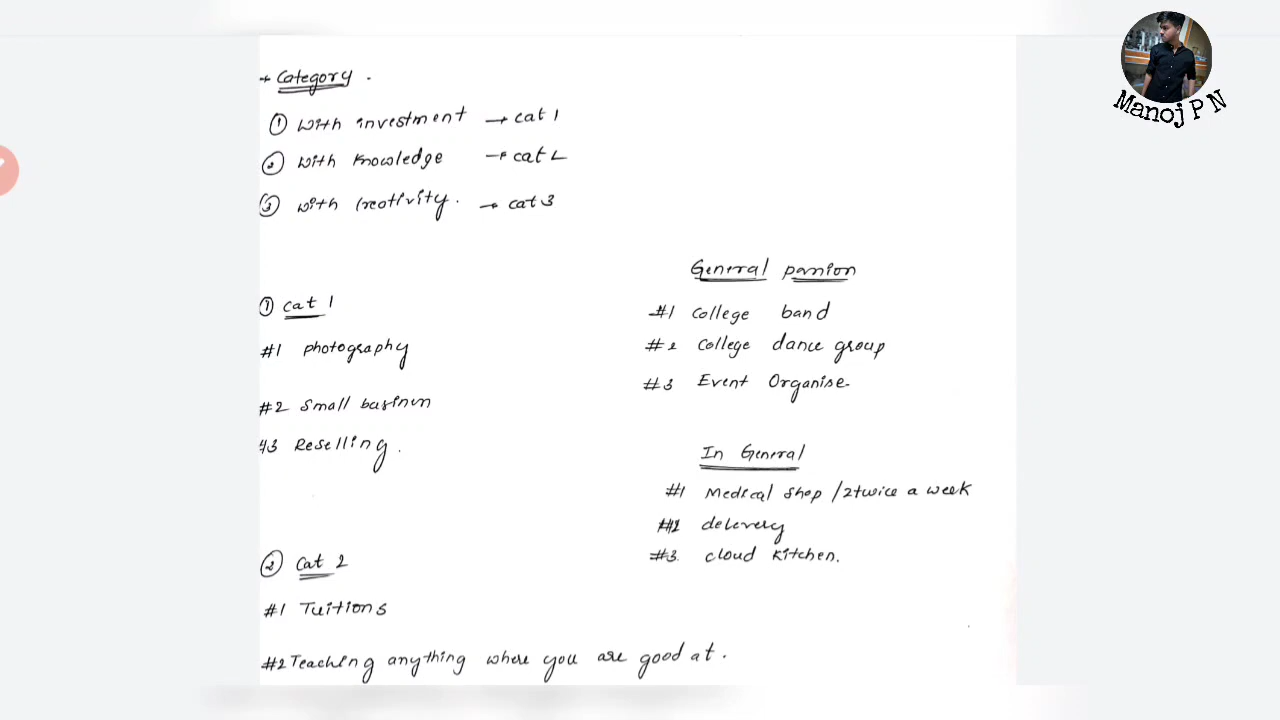 → Category .
① With investment → cat 1
② With Knowledge → cat 2
③ With Creativity. → cat 3
① Cat 1
#1 photography
#2 Small business
#3 Reselling.
② Cat 2
#1 Tuitions
#2 Teaching anything where you are good at.
General passion
#1 College band
#2 College dance group
#3 Event Organise.
In General
#1 Medical shop /2twice a week
#2 delevery
#3. Cloud Kitchen.
Manoj P N